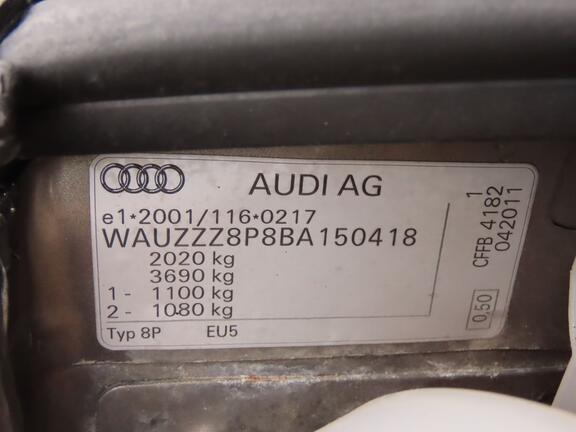 AUDI AG
e1*2001/116*0217
WAUZZZ8P8BA150418
2020 kg
3690 kg
1 - 1100 kg
2 - 1080 kg
Typ 8P EU5
1
CFFB 4182
042011
0,50